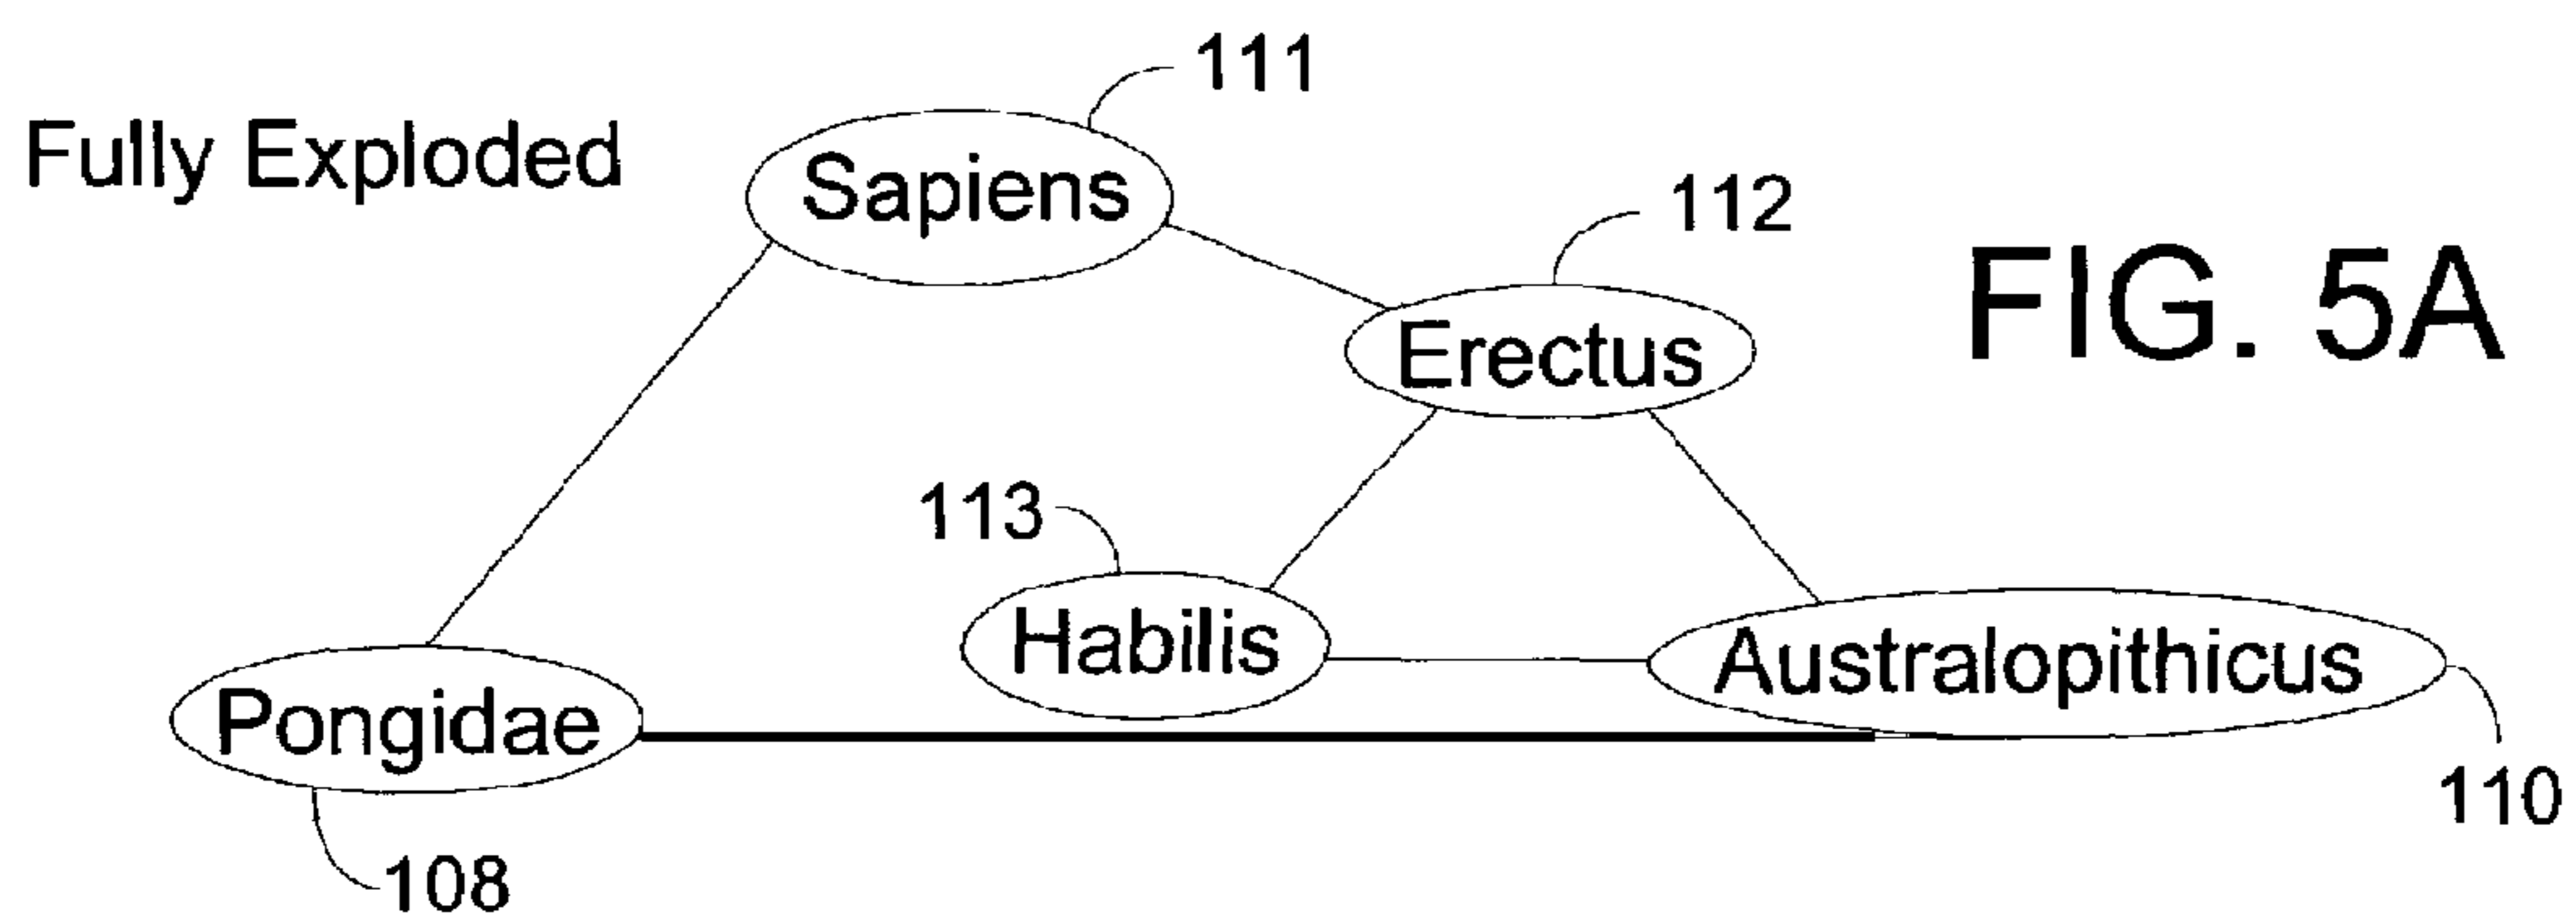 111
Fully Exploded
Sapiens
112
FIG. 5A
Erectus
113
Habilis
Australopithicus
Pongidae
110
108